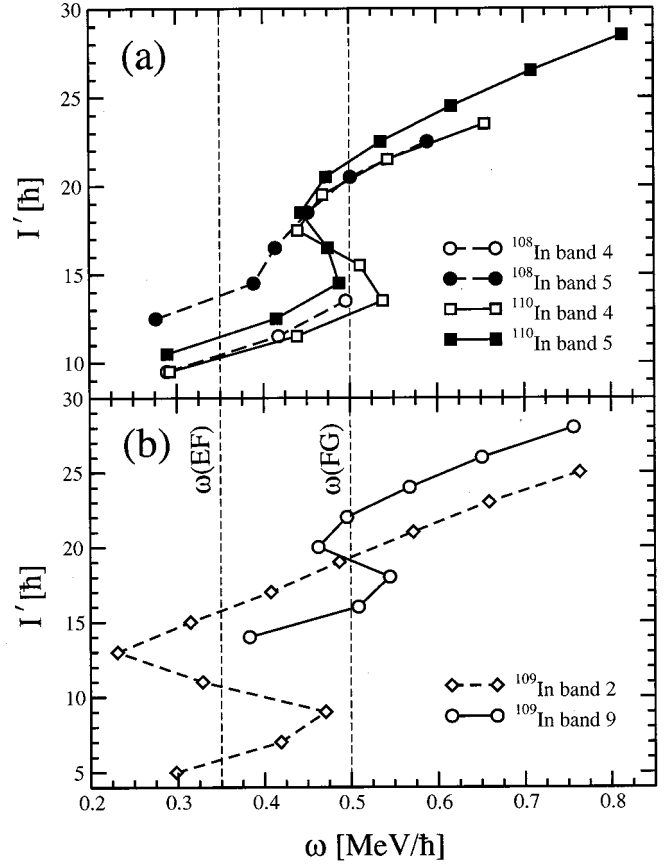 30
(a)
25
20
I′ [ħ]
15
10
¹⁰⁸In band 4
¹⁰⁸In band 5
¹¹⁰In band 4
¹¹⁰In band 5
30
(b)
ω(EF)
ω(FG)
25
20
I′ [ħ]
15
10
5
¹⁰⁹In band 2
¹⁰⁹In band 9
0.2 0.3 0.4 0.5 0.6 0.7 0.8
ω [MeV/ħ]